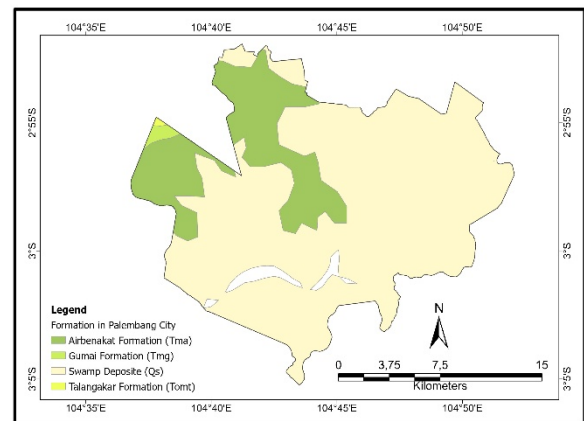 104°35'E 104°40'E 104°45'E 104°50'E
2°55'S 2°55'S
3°S 3°S
3°5'S 3°5'S
N
Legend
Formation in Palembang City
Airbenakat Formation (Tma)
Gumai Formation (Tmg)
Swamp Deposite (Qs)
Talangakar Formation (Tomt)
0 3,75 7,5 15
Kilometers
104°35'E 104°40'E 104°45'E 104°50'E